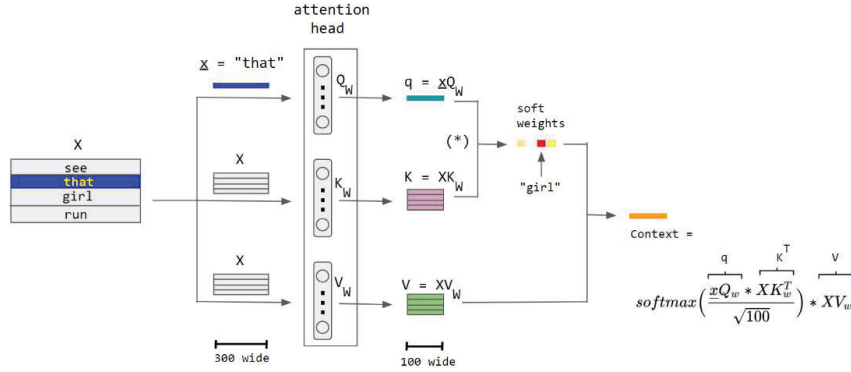 attention
head
x = "that"
Q_W
q = xQ_W
soft
weights
X
see
that
girl
run
X
K_W
K = XK_W
(*)
"girl"
Context =
X
V_W
V = XV_W
q K^T V
softmax(xQ_w * XK_w^T / √100) * XV_w
300 wide
100 wide